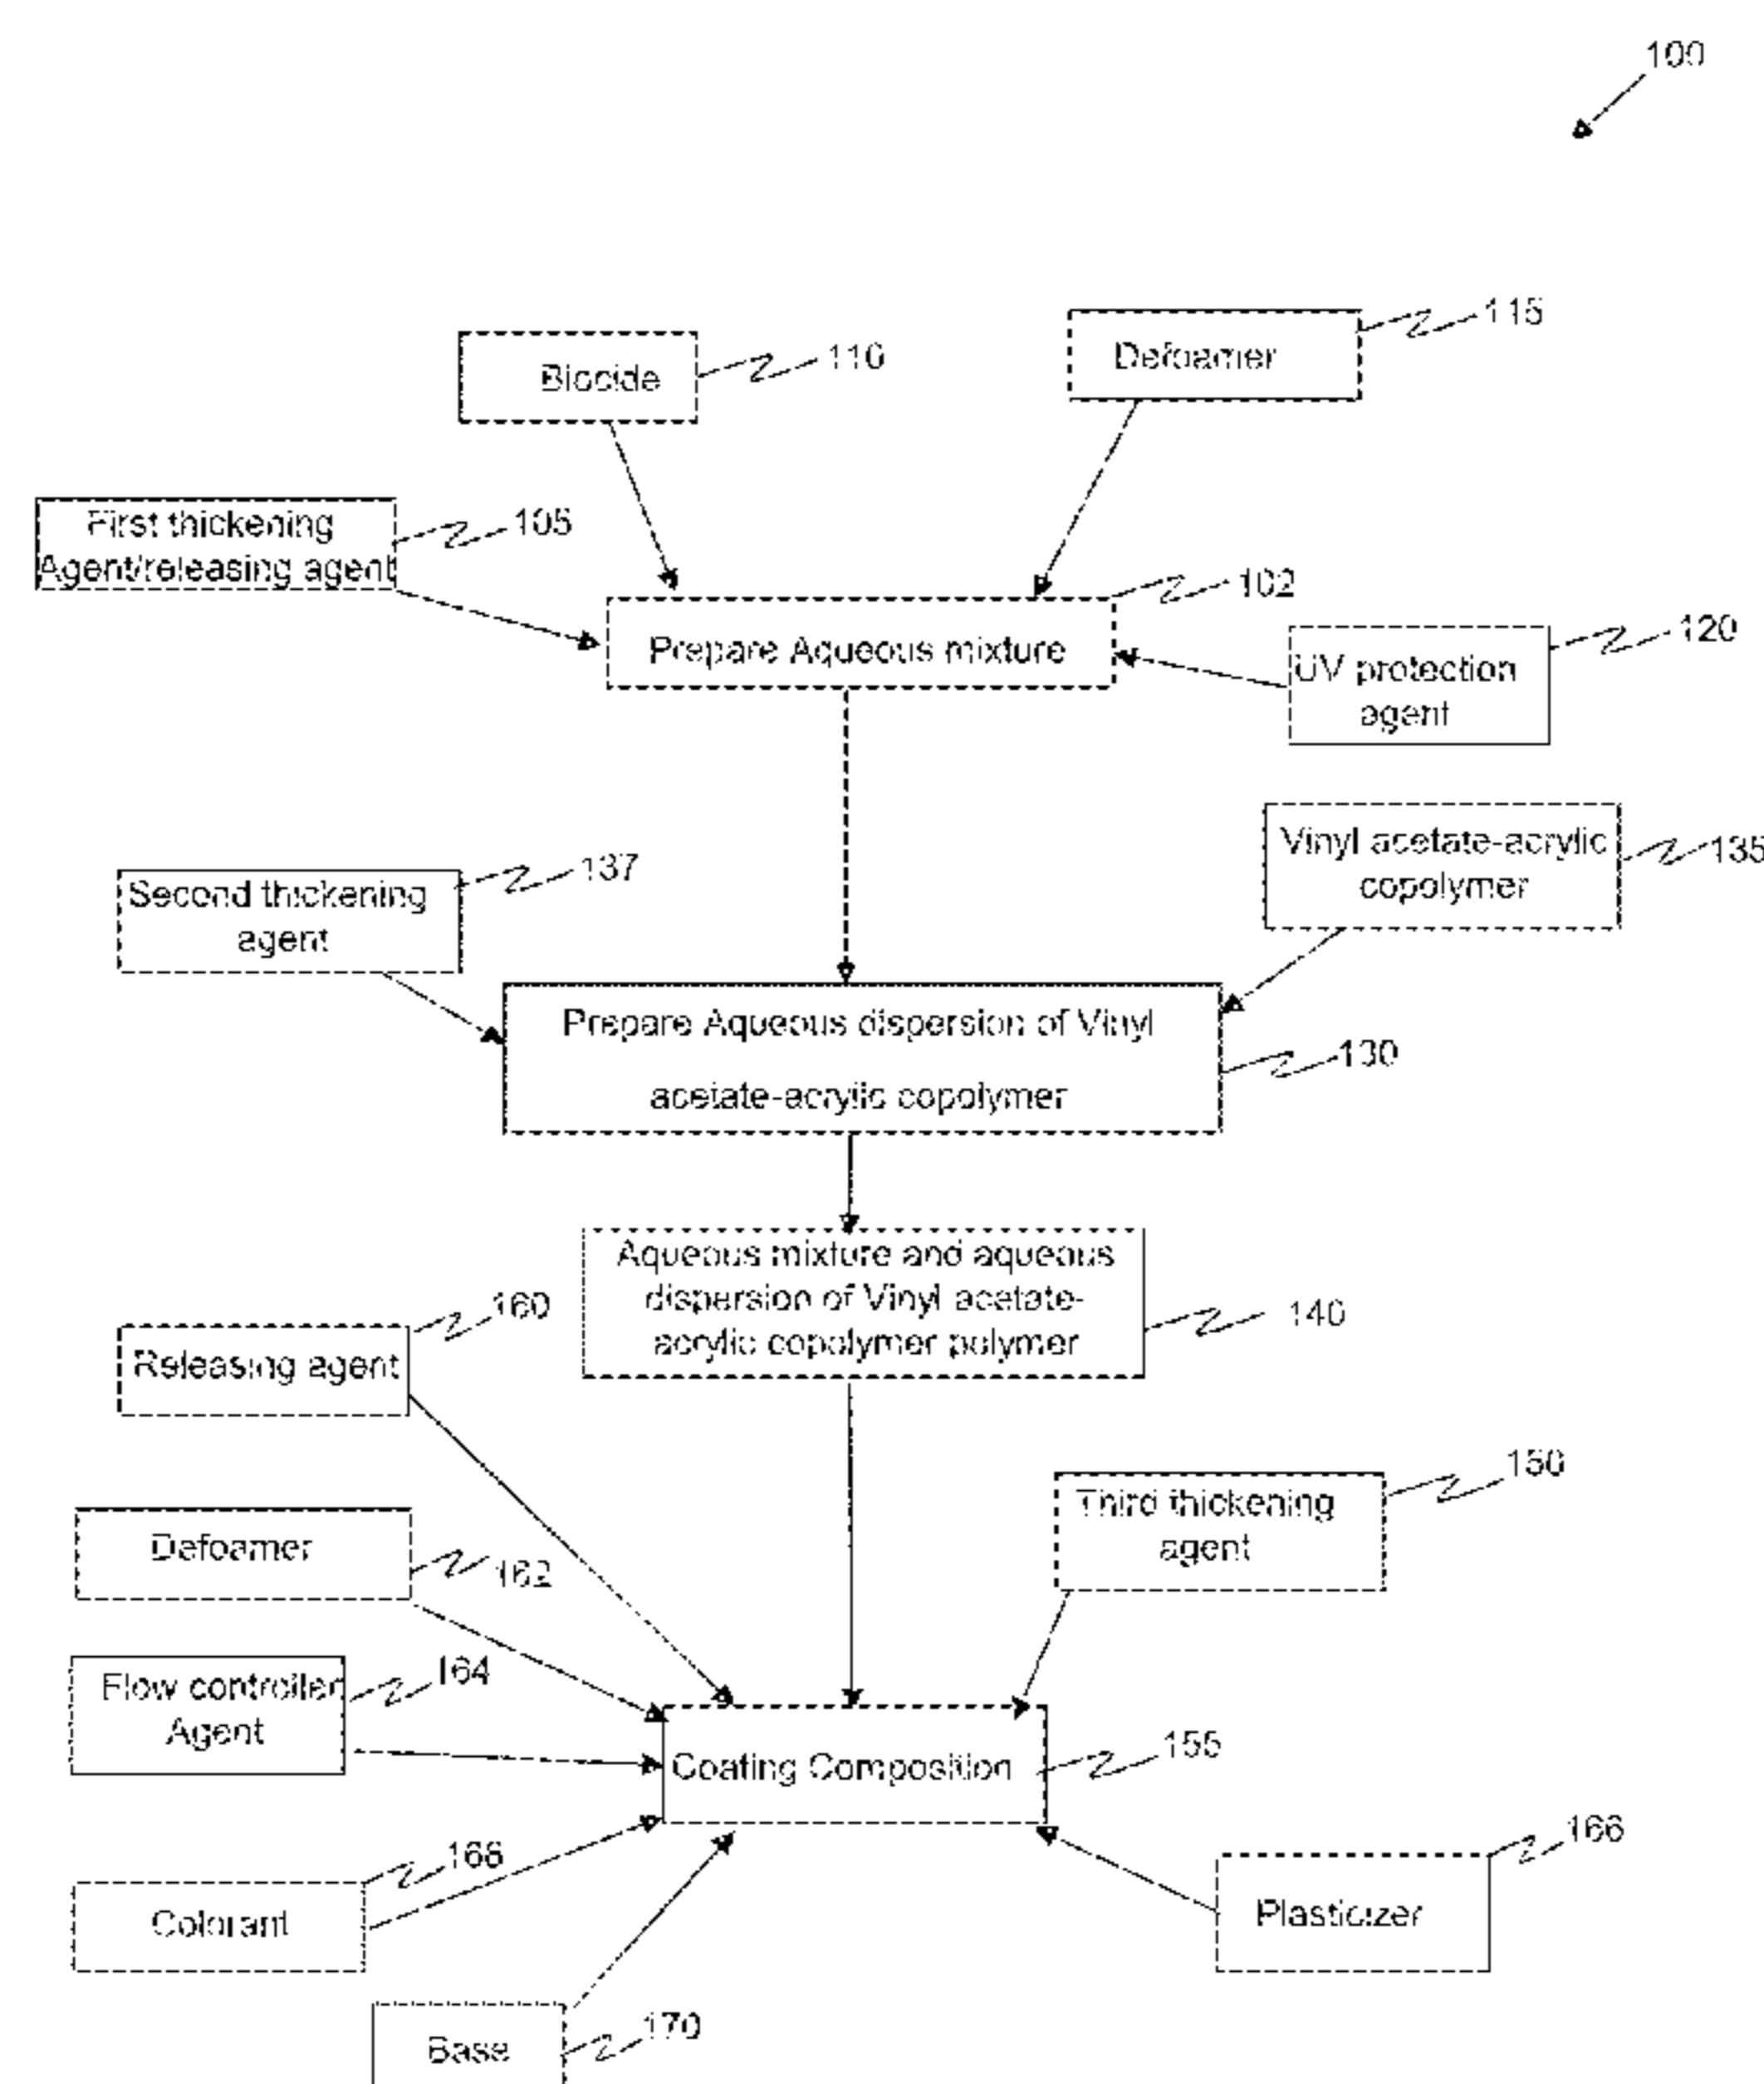 100
Biocide
110
Defoamer
115
First thickening
Agent/releasing agent
105
Prepare Aqueous mixture
102
UV protection
agent
120
Second thickening
agent
137
Vinyl acetate-acrylic
copolymer
135
Prepare Aqueous dispersion of Vinyl
acetate-acrylic copolymer
130
Aqueous mixture and aqueous
dispersion of Vinyl acetate-
acrylic copolymer polymer
140
Releasing agent
160
Third thickening
agent
150
Defoamer
162
Flow controller
Agent
164
Coating Composition
155
Colorant
168
Plasticizer
166
Base
170